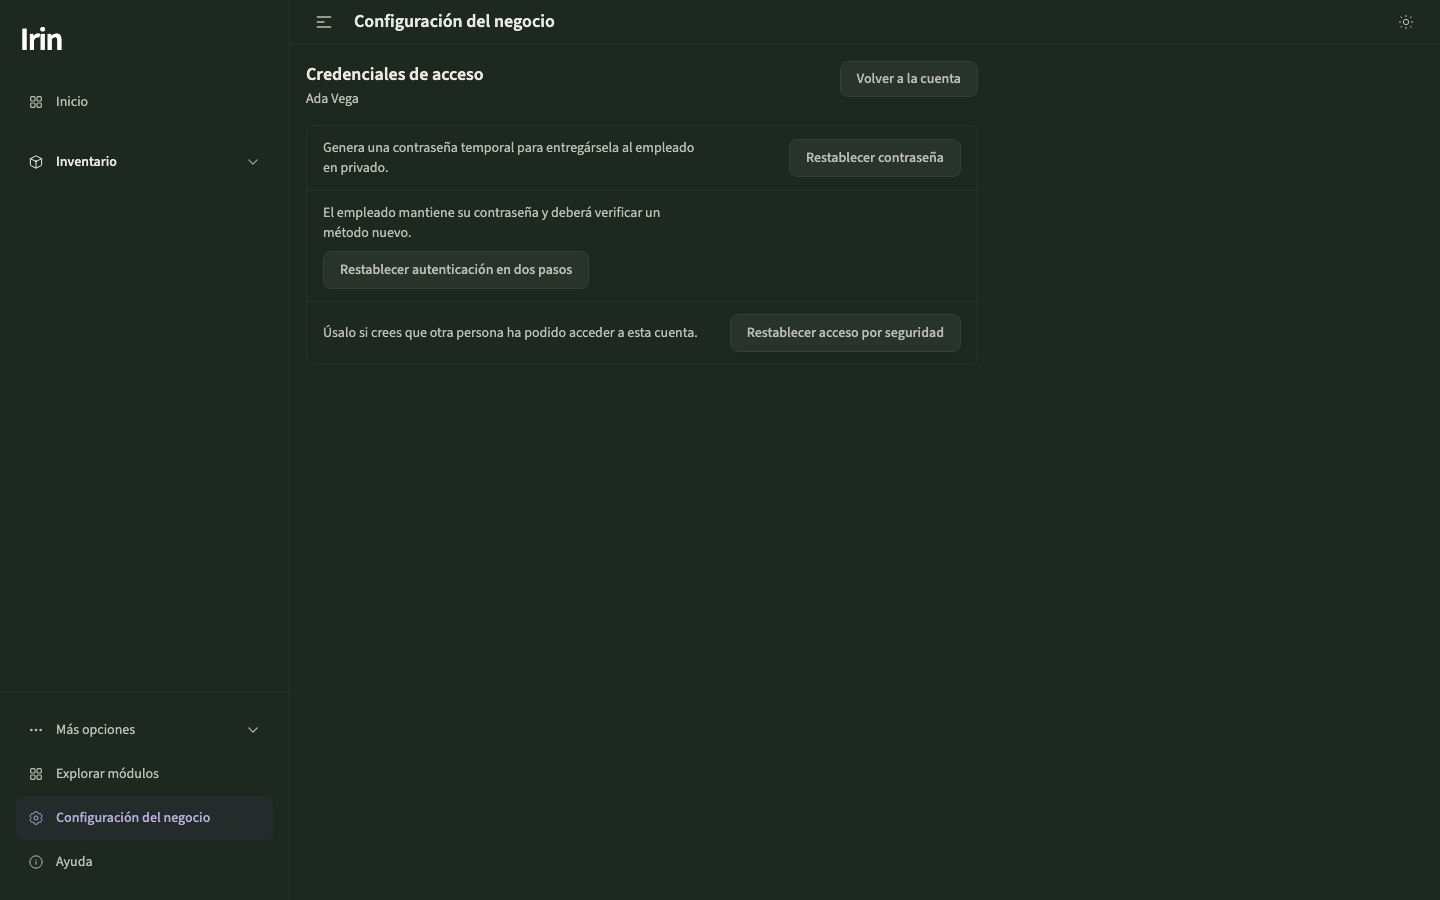 Irin
Inicio
Inventario
Más opciones
Explorar módulos
Configuración del negocio
Ayuda
Configuración del negocio
Credenciales de acceso
Ada Vega
Volver a la cuenta
Genera una contraseña temporal para entregársela al empleado
en privado.
Restablecer contraseña
El empleado mantiene su contraseña y deberá verificar un
método nuevo.
Restablecer autenticación en dos pasos
Úsalo si crees que otra persona ha podido acceder a esta cuenta.
Restablecer acceso por seguridad